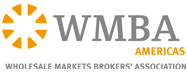 WMBA
AMERICAS
WHOLESALE MARKETS BROKERS' ASSOCIATION